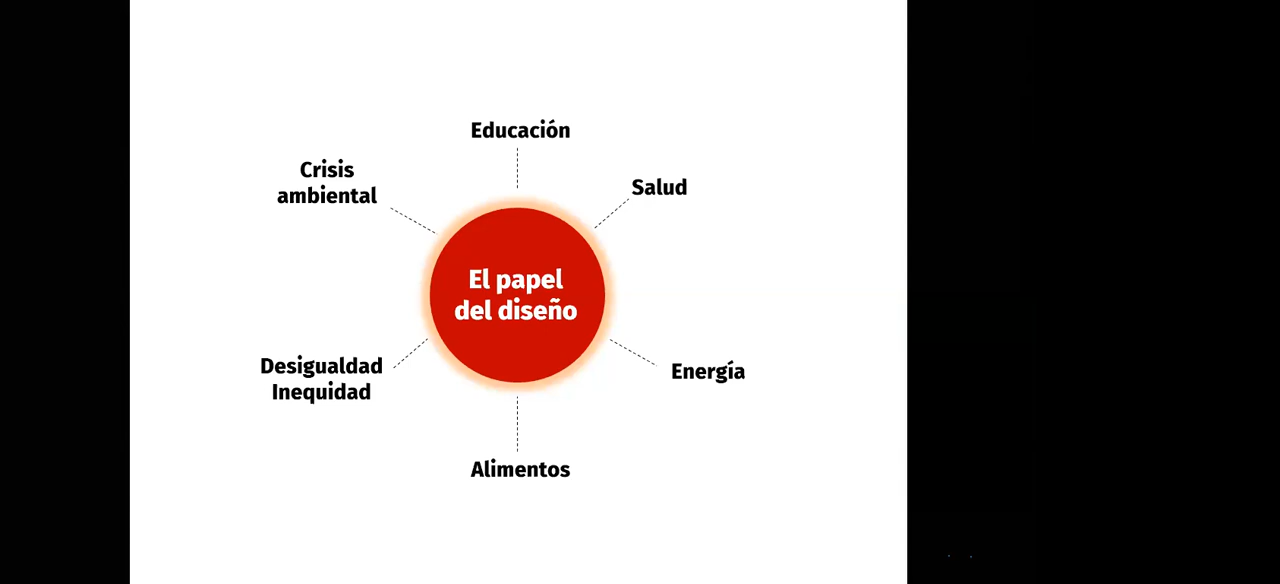 Educación
Crisis
ambiental
Salud
El papel
del diseño
Desigualdad
Inequidad
Energía
Alimentos